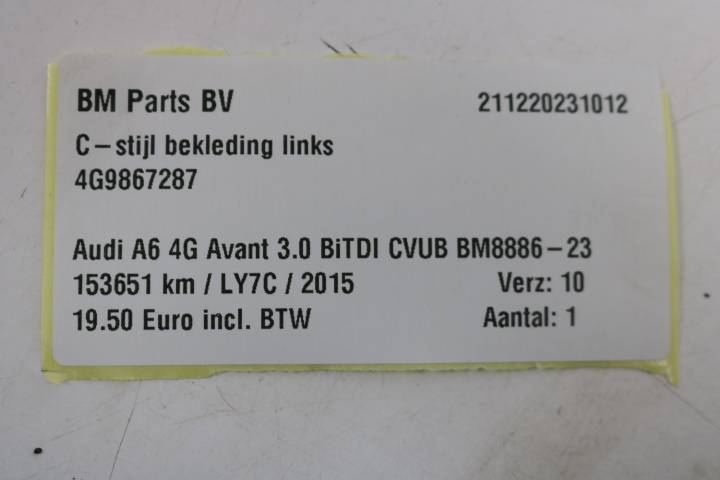 BM Parts BV 211220231012
C-stijl bekleding links
4G9867287
Audi A6 4G Avant 3.0 BiTDI CVUB BM8886-23
153651 km / LY7C / 2015 Verz: 10
19.50 Euro incl. BTW Aantal: 1